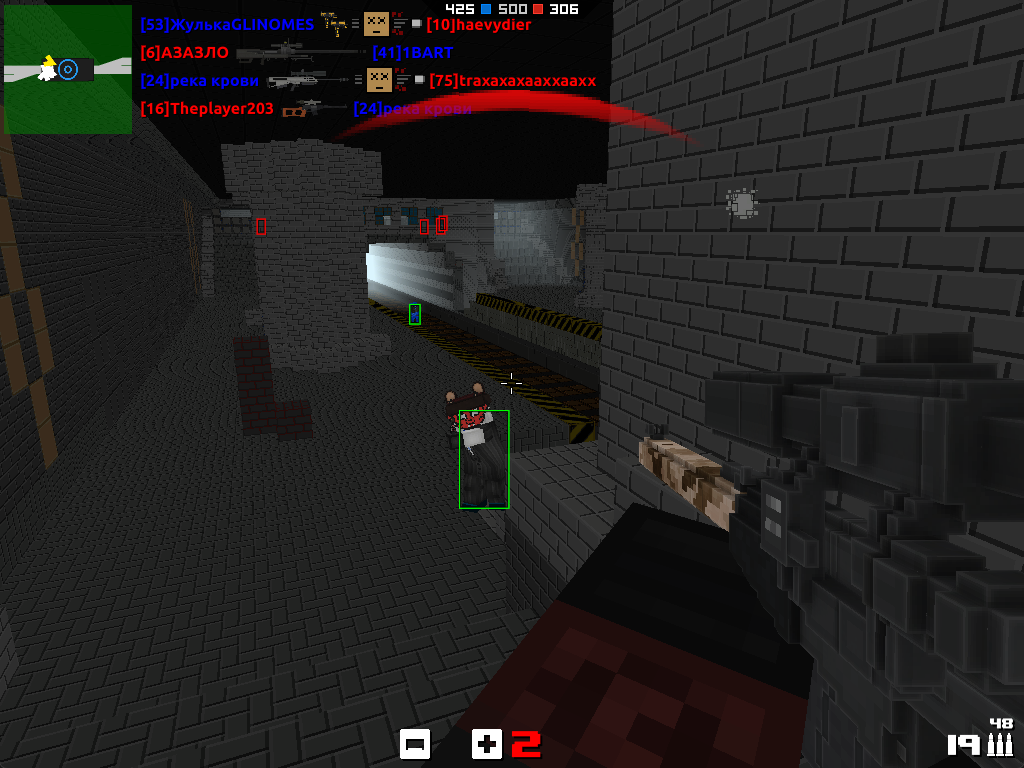 425 500 306
[53]ЖулькаGLINOMES [10]haevydier
[6]АЗАЗЛО [41]1BART
[24]река крови [75]traxaxaxaaxxaaxx
[16]Theplayer203 [24]река крови
2
48
19